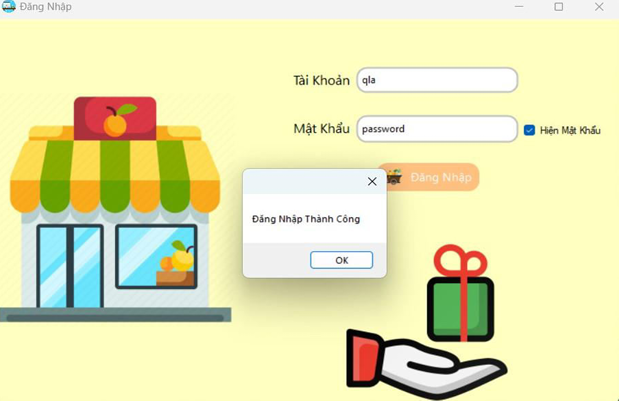 Đăng Nhập
Tài Khoản
qla
Mật Khẩu
password
Hiện Mật Khẩu
Đăng Nhập
Đăng Nhập Thành Công
OK